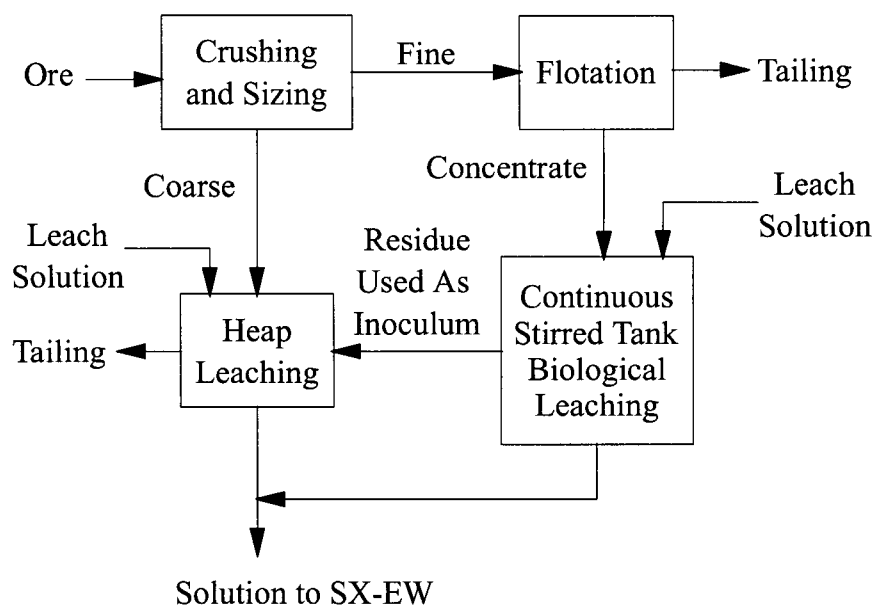 Ore
Crushing
and Sizing
Fine
Flotation
Tailing
Coarse
Concentrate
Leach
Solution
Leach
Solution
Residue
Used As
Inoculum
Tailing
Heap
Leaching
Continuous
Stirred Tank
Biological
Leaching
Solution to SX-EW